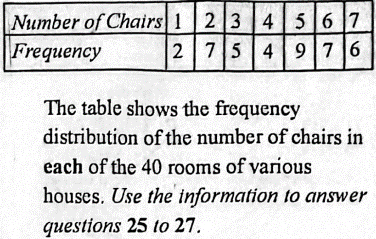 Number of Chairs 1 2 3 4 5 6 7
Frequency 2 7 5 4 9 7 6
The table shows the frequency
distribution of the number of chairs in
each of the 40 rooms of various
houses. Use the information to answer
questions 25 to 27.